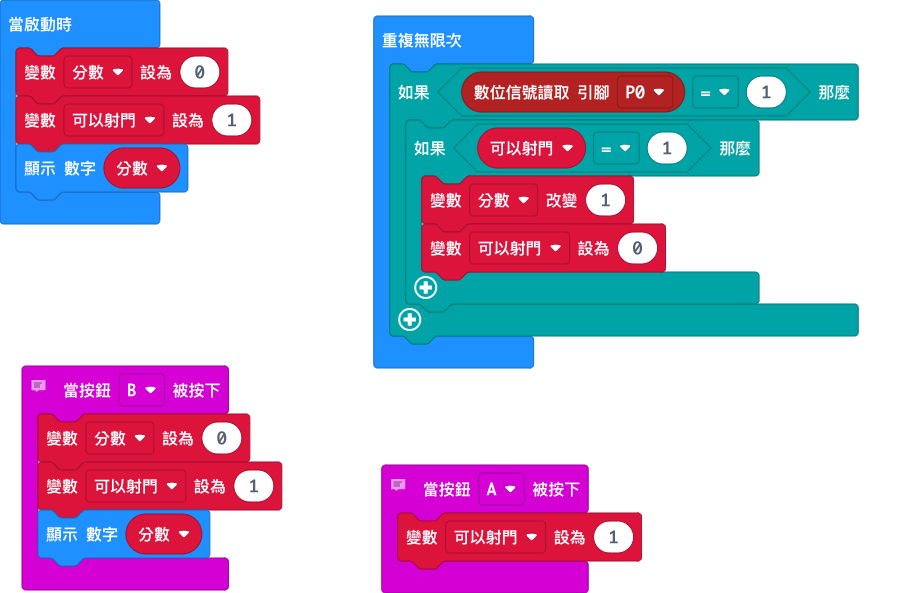 當啟動時
變數 分數 設為 0
變數 可以射門 設為 1
顯示 數字 分數
重複無限次
如果 數位信號讀取 引腳 P0 = 1 那麼
如果 可以射門 = 1 那麼
變數 分數 改變 1
變數 可以射門 設為 0
當按鈕 B 被按下
變數 分數 設為 0
變數 可以射門 設為 1
顯示 數字 分數
當按鈕 A 被按下
變數 可以射門 設為 1